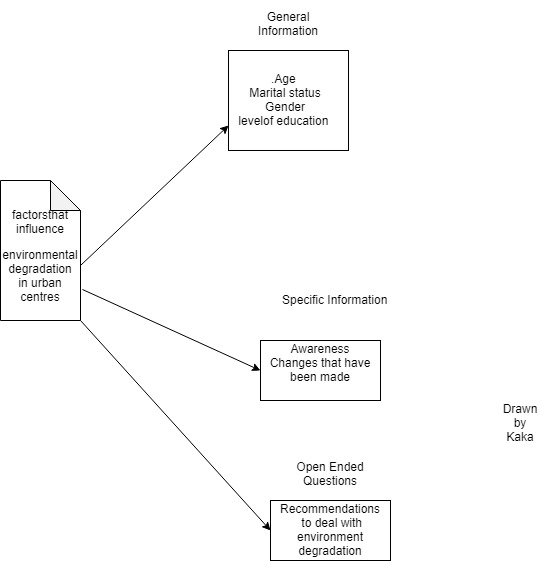 General
Information
.Age
Marital status
Gender
levelof education
factorsthat
influence
environmental
degradation
in urban
centres
Specific Information
Awareness
Changes that have
been made
Drawn
by
Kaka
Open Ended
Questions
Recommendations
to deal with
environment
degradation